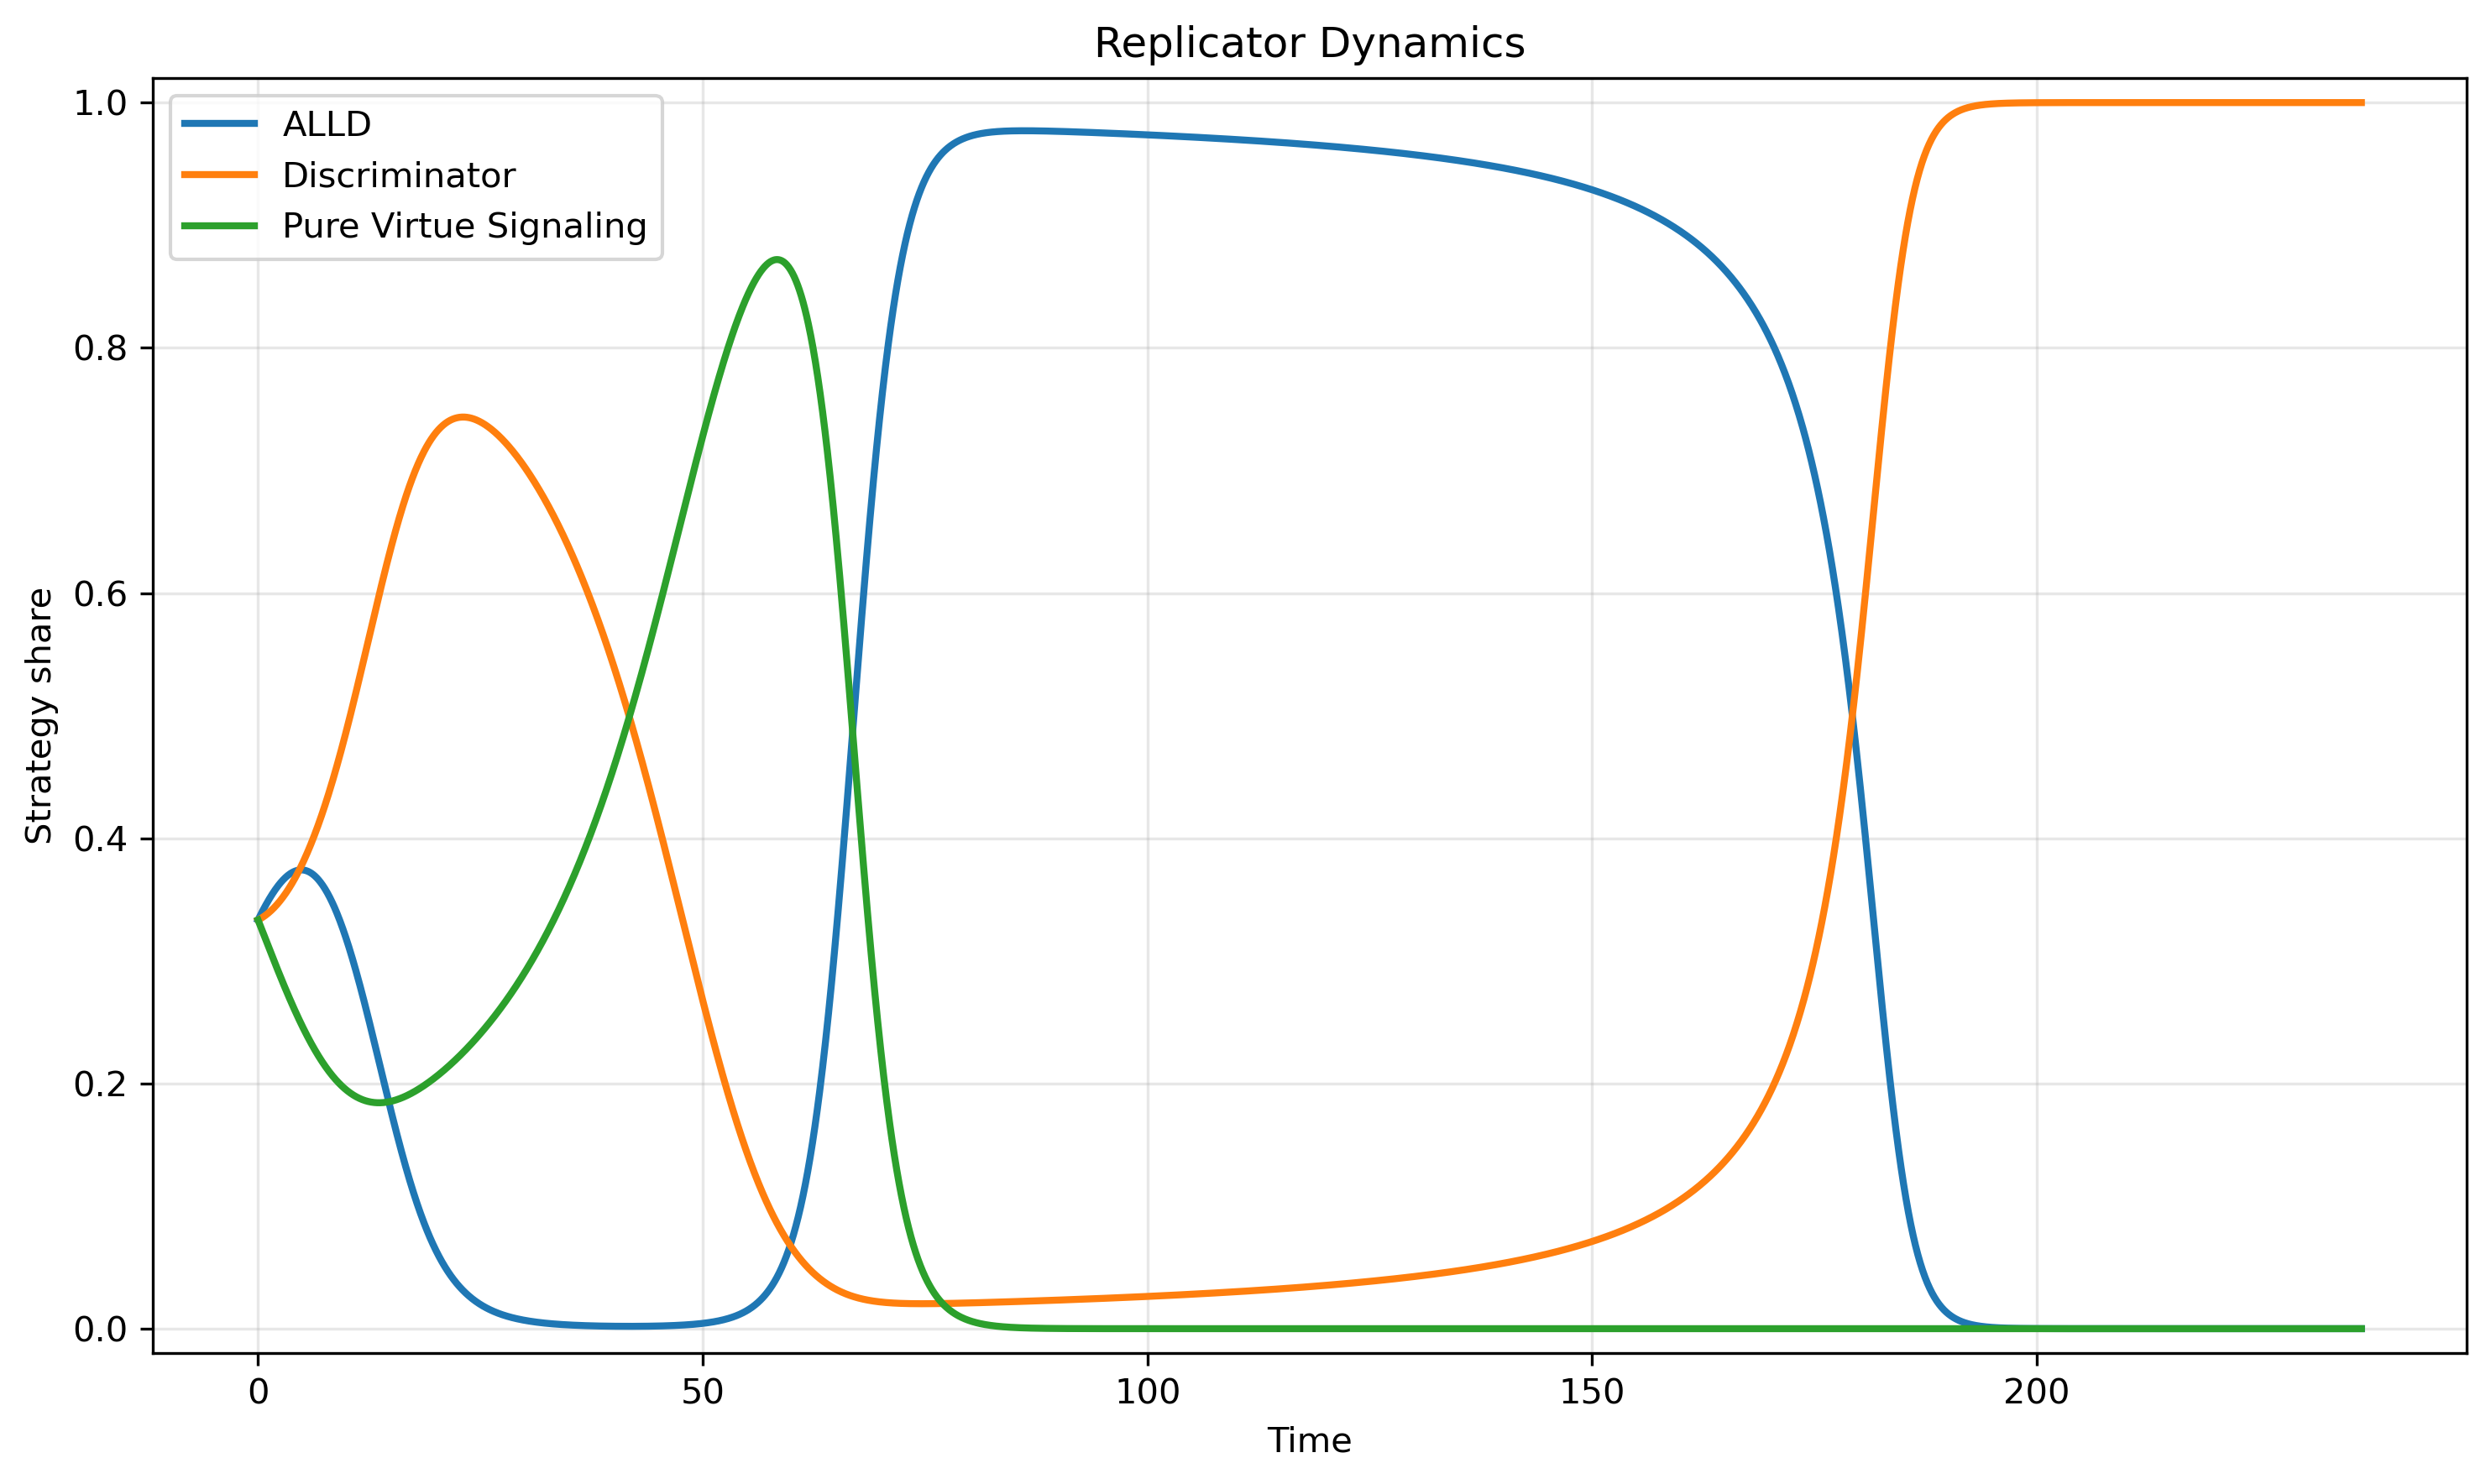 Replicator Dynamics
1.0
0.8
0.6
0.4
0.2
0.0
Strategy share
ALLD
Discriminator
Pure Virtue Signaling
0
50
100
150
200
Time